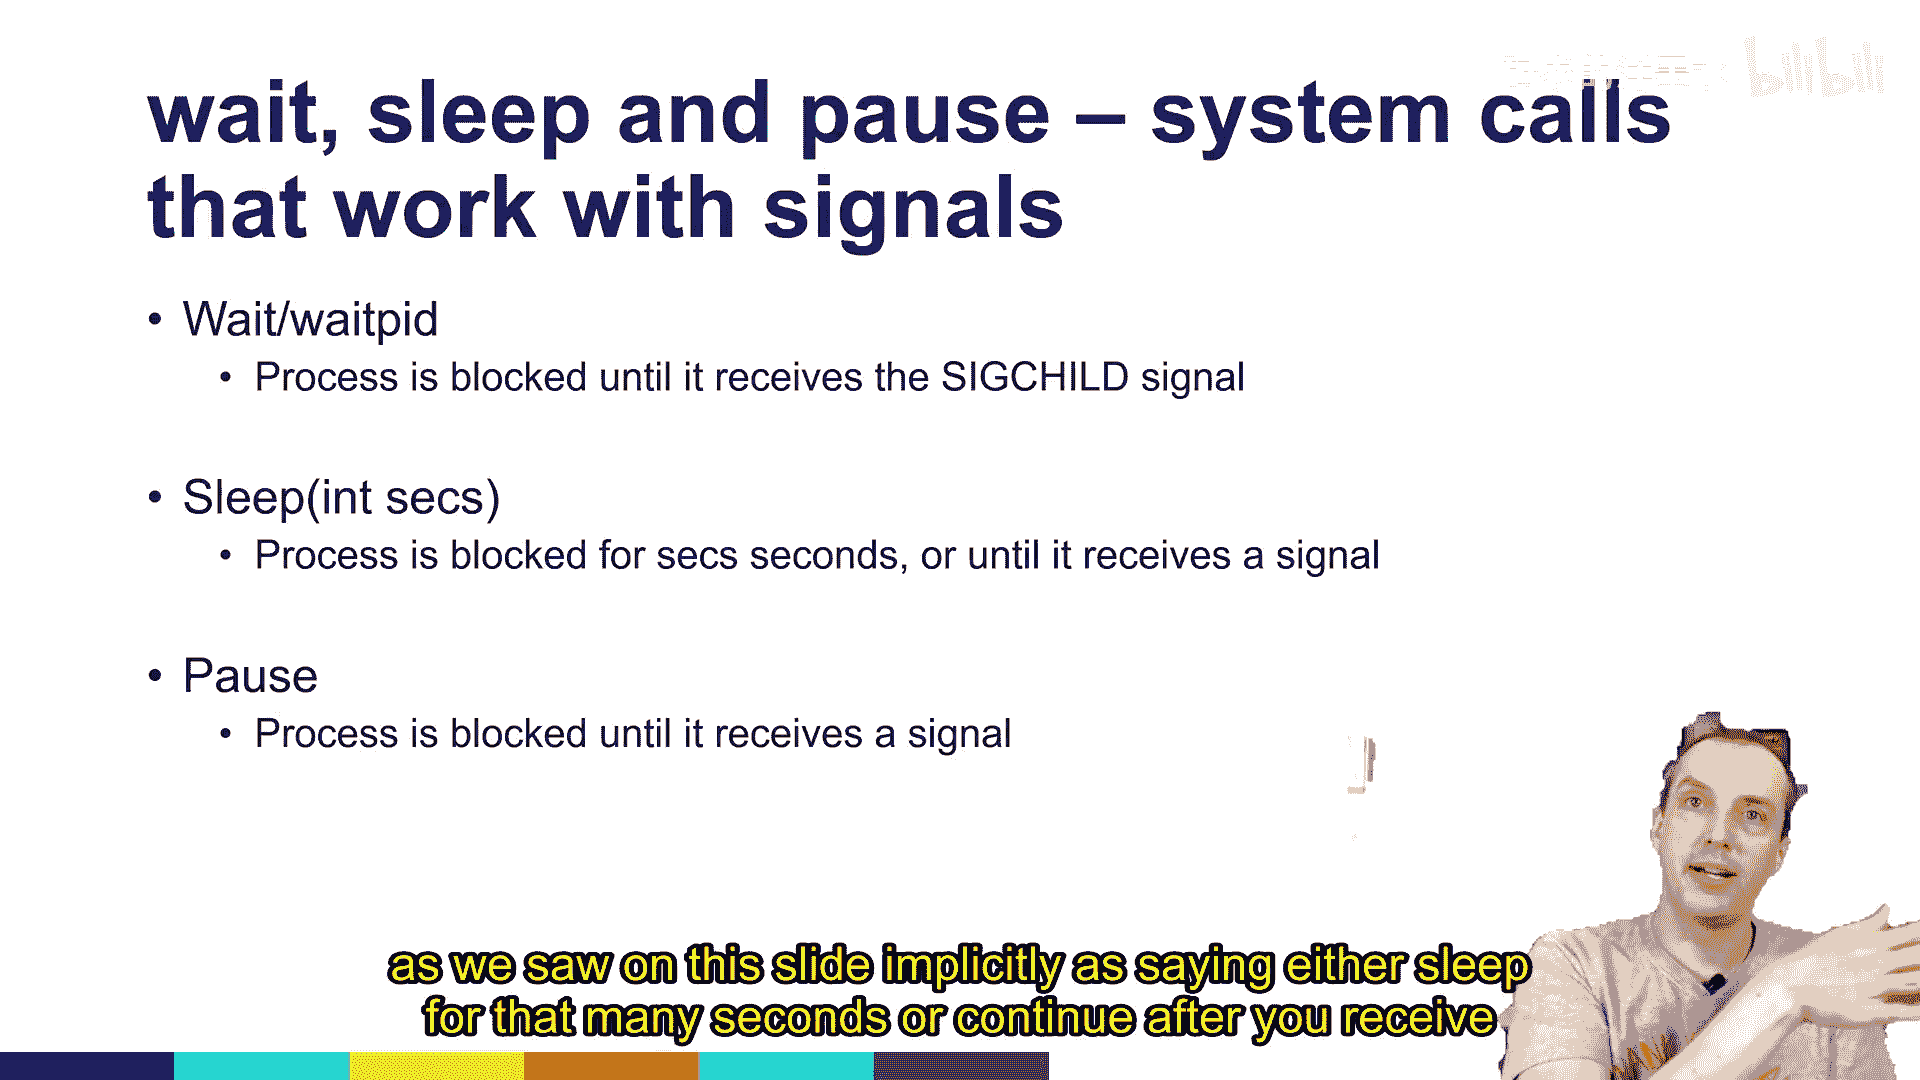 bilibili
wait, sleep and pause – system calls
that work with signals
• Wait/waitpid
• Process is blocked until it receives the SIGCHILD signal
• Sleep(int secs)
• Process is blocked for secs seconds, or until it receives a signal
• Pause
• Process is blocked until it receives a signal
as we saw on this slide implicitly as saying either sleep
for that many seconds or continue after you receive